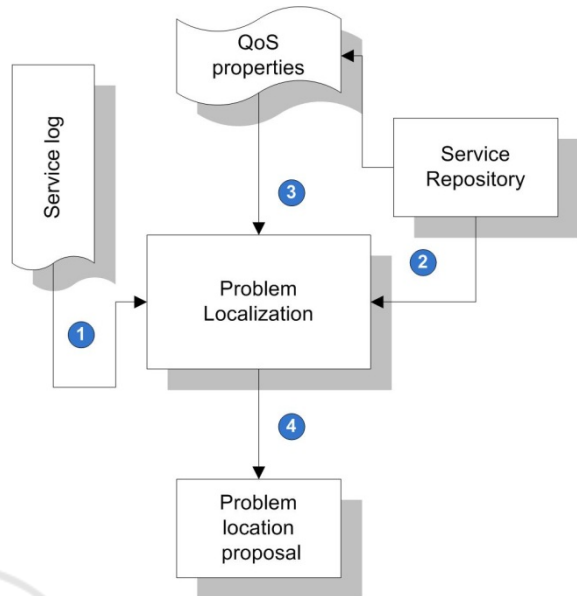 QoS
properties
Service log
Service
Repository
3
2
Problem
Localization
1
4
Problem
location
proposal